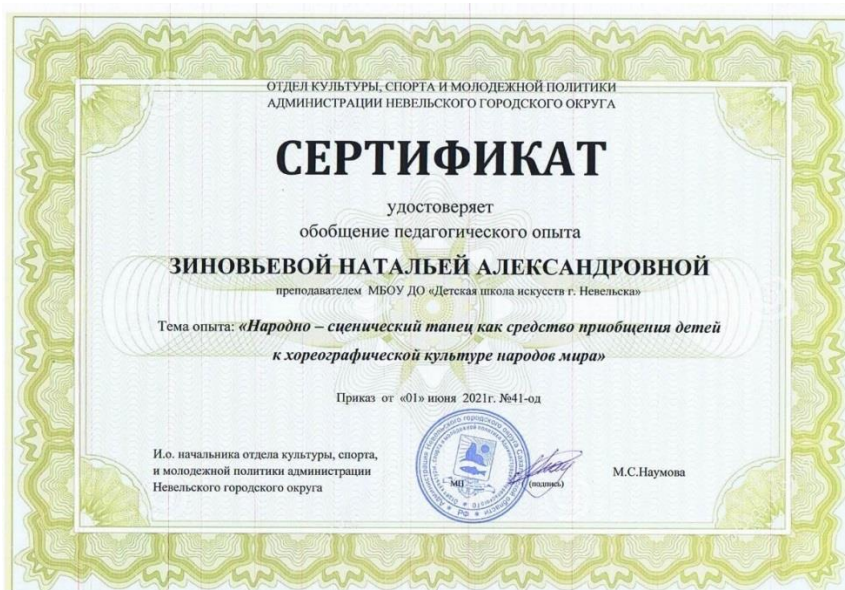 ОТДЕЛ КУЛЬТУРЫ, СПОРТА И МОЛОДЕЖНОЙ ПОЛИТИКИ
АДМИНИСТРАЦИИ НЕВЕЛЬСКОГО ГОРОДСКОГО ОКРУГА
СЕРТИФИКАТ
удостоверяет
обобщение педагогического опыта
ЗИНОВЬЕВОЙ НАТАЛЬЕЙ АЛЕКСАНДРОВНОЙ
преподавателем МБОУ ДО «Детская школа искусств г. Невельска»
Тема опыта: «Народно – сценический танец как средство приобщения детей
к хореографической культуре народов мира»
Приказ от «01» июня 2021г. №41-од
И.о. начальника отдела культуры, спорта,
и молодежной политики администрации
Невельского городского округа
МП
(подпись)
М.С.Наумова